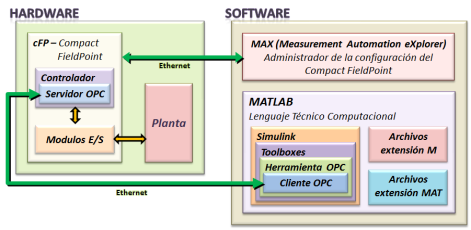 HARDWARE
cFP – Compact
FieldPoint
Controlador
Servidor OPC
Modulos E/S
Planta
Ethernet
Ethernet
SOFTWARE
MAX (Measurement Automation eXplorer)
Administrador de la configuración del
Compact FieldPoint
MATLAB
Lenguaje Técnico Computacional
Simulink
Toolboxes
Herramienta OPC
Cliente OPC
Archivos
extensión M
Archivos
extensión MAT